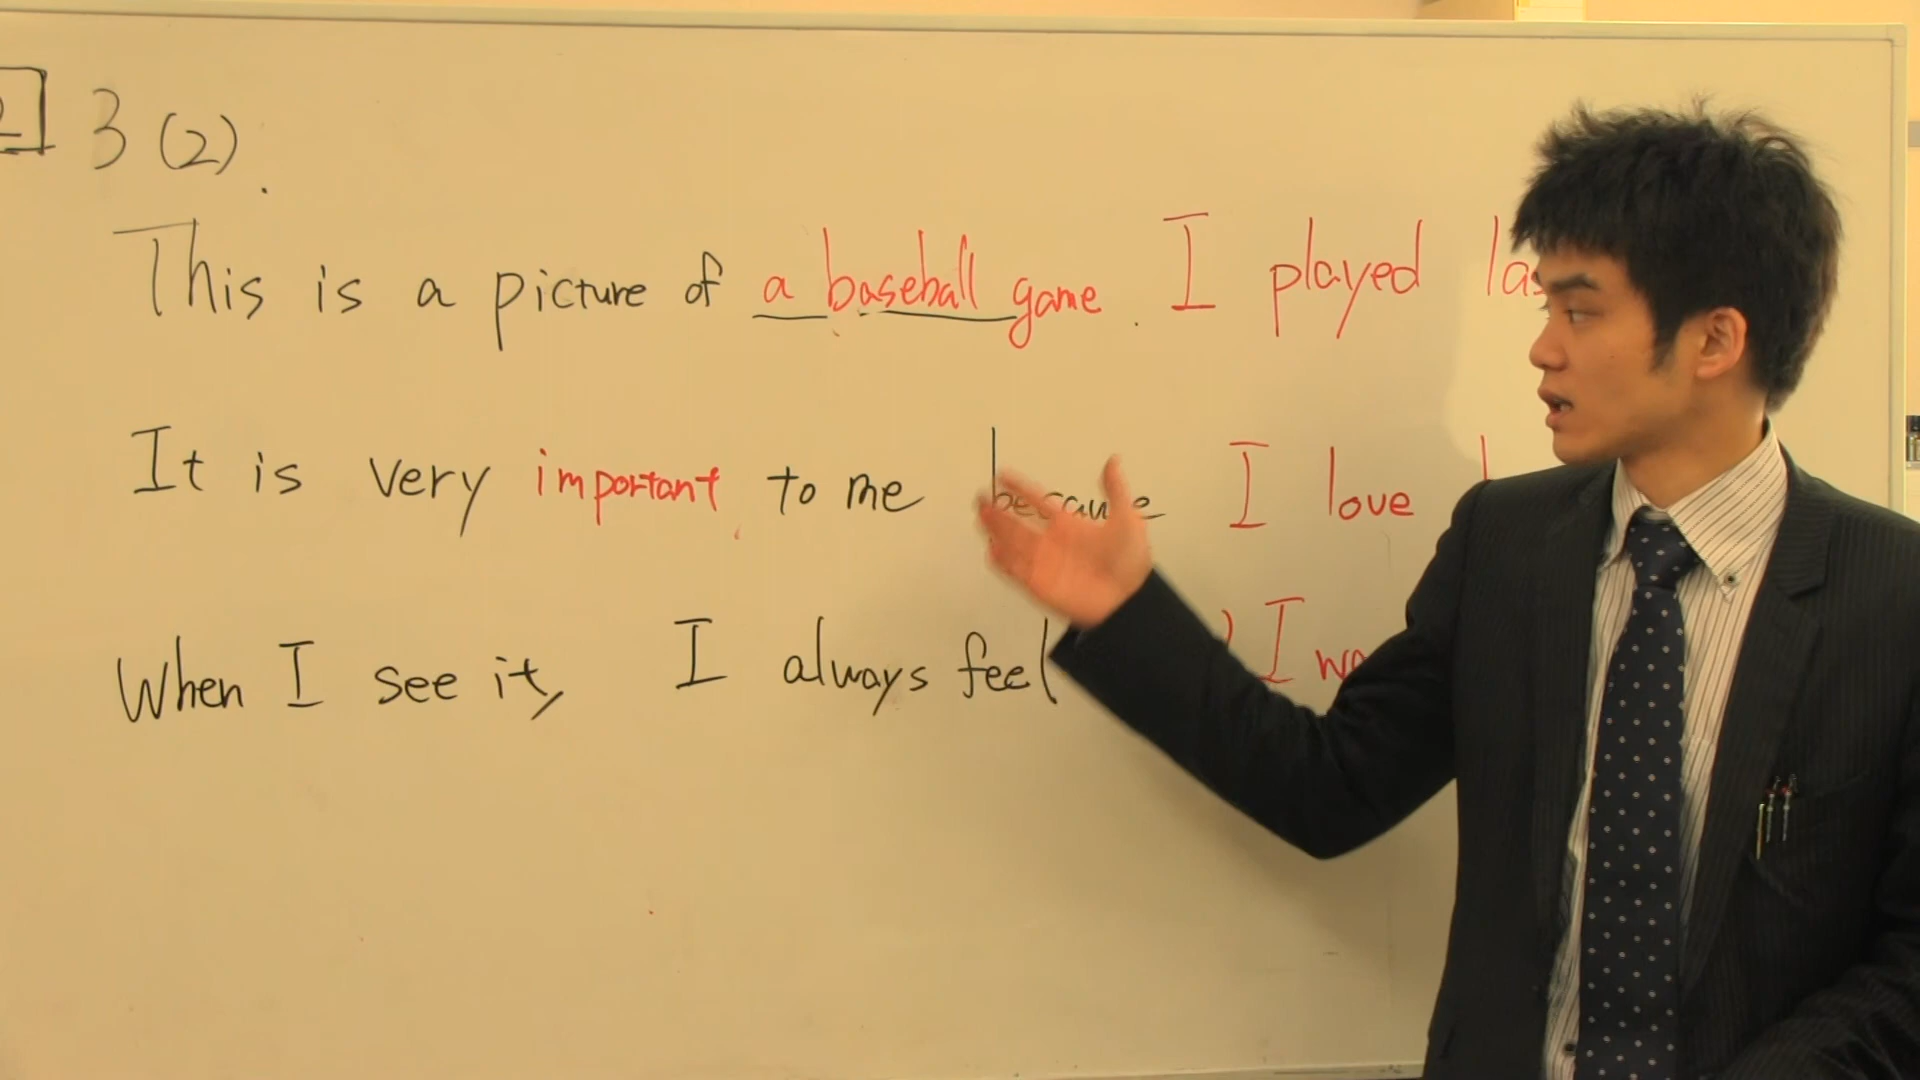 2 3 (2).
This is a picture of a baseball game. I played
It is very important to me because I love
When I see it, I always feel I